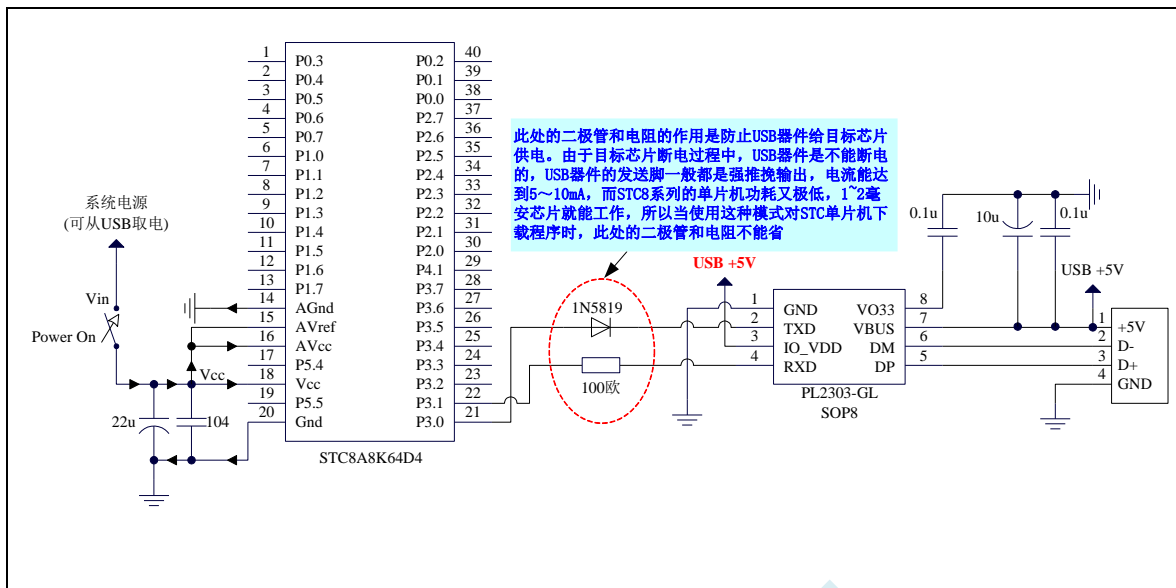 1 P0.3 P0.2 40
2 P0.4 P0.1 39
3 P0.5 P0.0 38
4 P0.6 P2.7 37
5 P0.7 P2.6 36
6 P1.0 P2.5 35
7 P1.1 P2.4 34
8 P1.2 P2.3 33
9 P1.3 P2.2 32
10 P1.4 P2.1 31
11 P1.5 P2.0 30
12 P1.6 P4.1 29
13 P1.7 P3.7 28
14 AGnd P3.6 27
15 AVref P3.5 26
16 AVcc P3.4 25
17 P5.4 P3.3 24
18 Vcc P3.2 23
19 P5.5 P3.1 22
20 Gnd P3.0 21
STC8A8K64D4
系统电源
(可从USB取电)
Vin
Power On
Vcc
22u
104
此处的二极管和电阻的作用是防止USB器件给目标芯片
供电。由于目标芯片断电过程中，USB器件是不能断电
的，USB器件的发送脚一般都是强推挽输出，电流能达
到5～10mA，而STC8系列的单片机功耗又极低，1~2毫
安芯片就能工作，所以当使用这种模式对STC单片机下
载程序时，此处的二极管和电阻不能省
USB +5V
1N5819
100欧
1 GND VO33 8
2 TXD VBUS 7
3 IO_VDD DM 6
4 RXD DP 5
PL2303-GL
SOP8
0.1u
10u
0.1u
USB +5V
1 +5V
2 D-
3 D+
4 GND